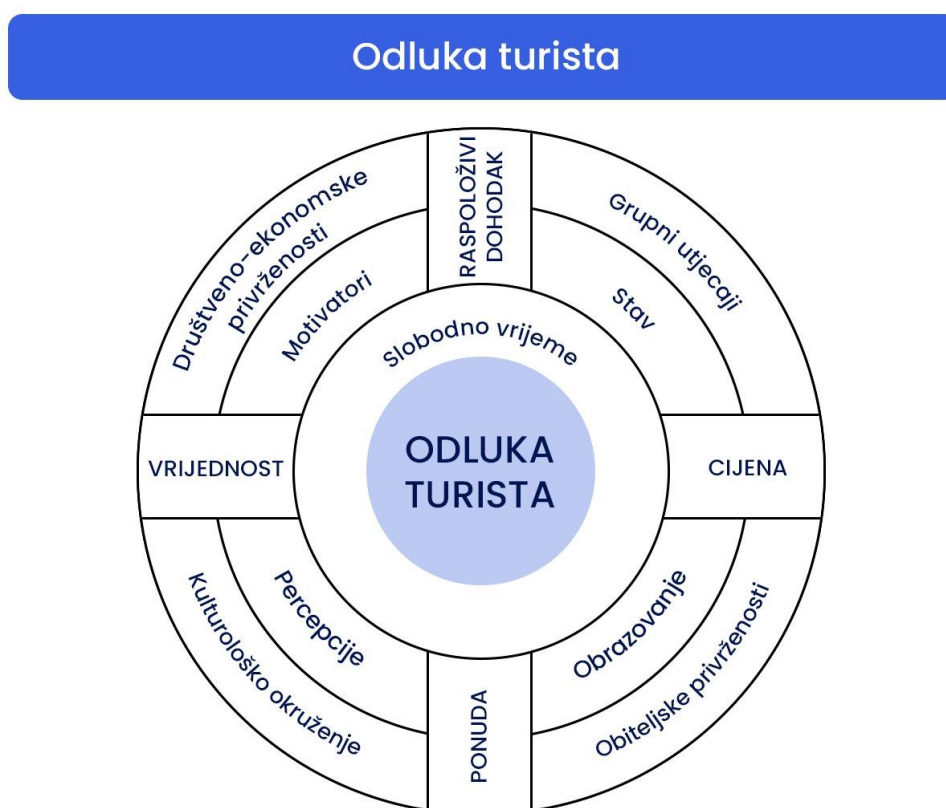 Odluka turista
RASPOLOŽIVI
DOHODAK
Društveno-ekonomske
privrženosti
Motivatori
Grupni utjecaji
Stav
Slobodno vrijeme
ODLUKA
TURISTA
VRIJEDNOST
CIJENA
Percepcije
Kulturološko okruženje
Obrazovanje
Obiteljske privrženosti
PONUDA